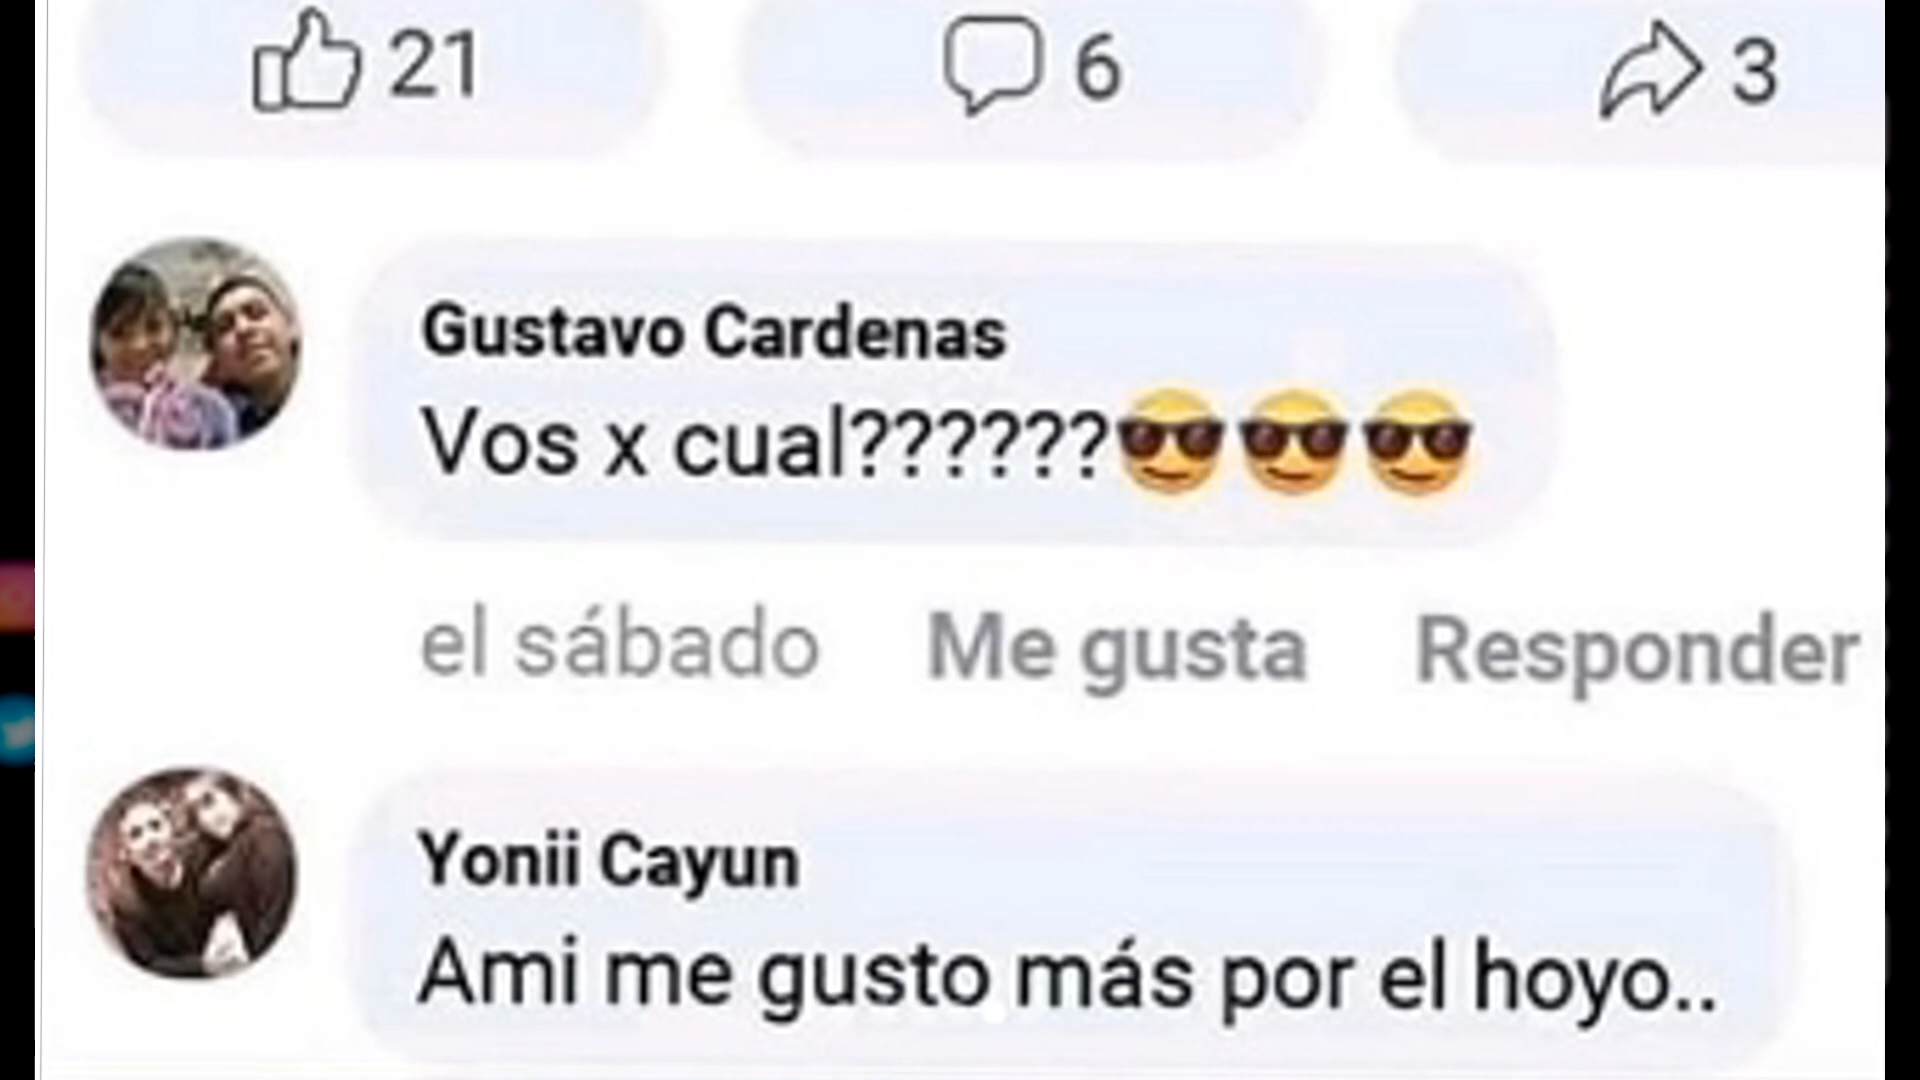 21 6 3
Gustavo Cardenas
Vos x cual??????😎😎😎
el sábado Me gusta Responder
Yonii Cayun
Ami me gusto más por el hoyo..